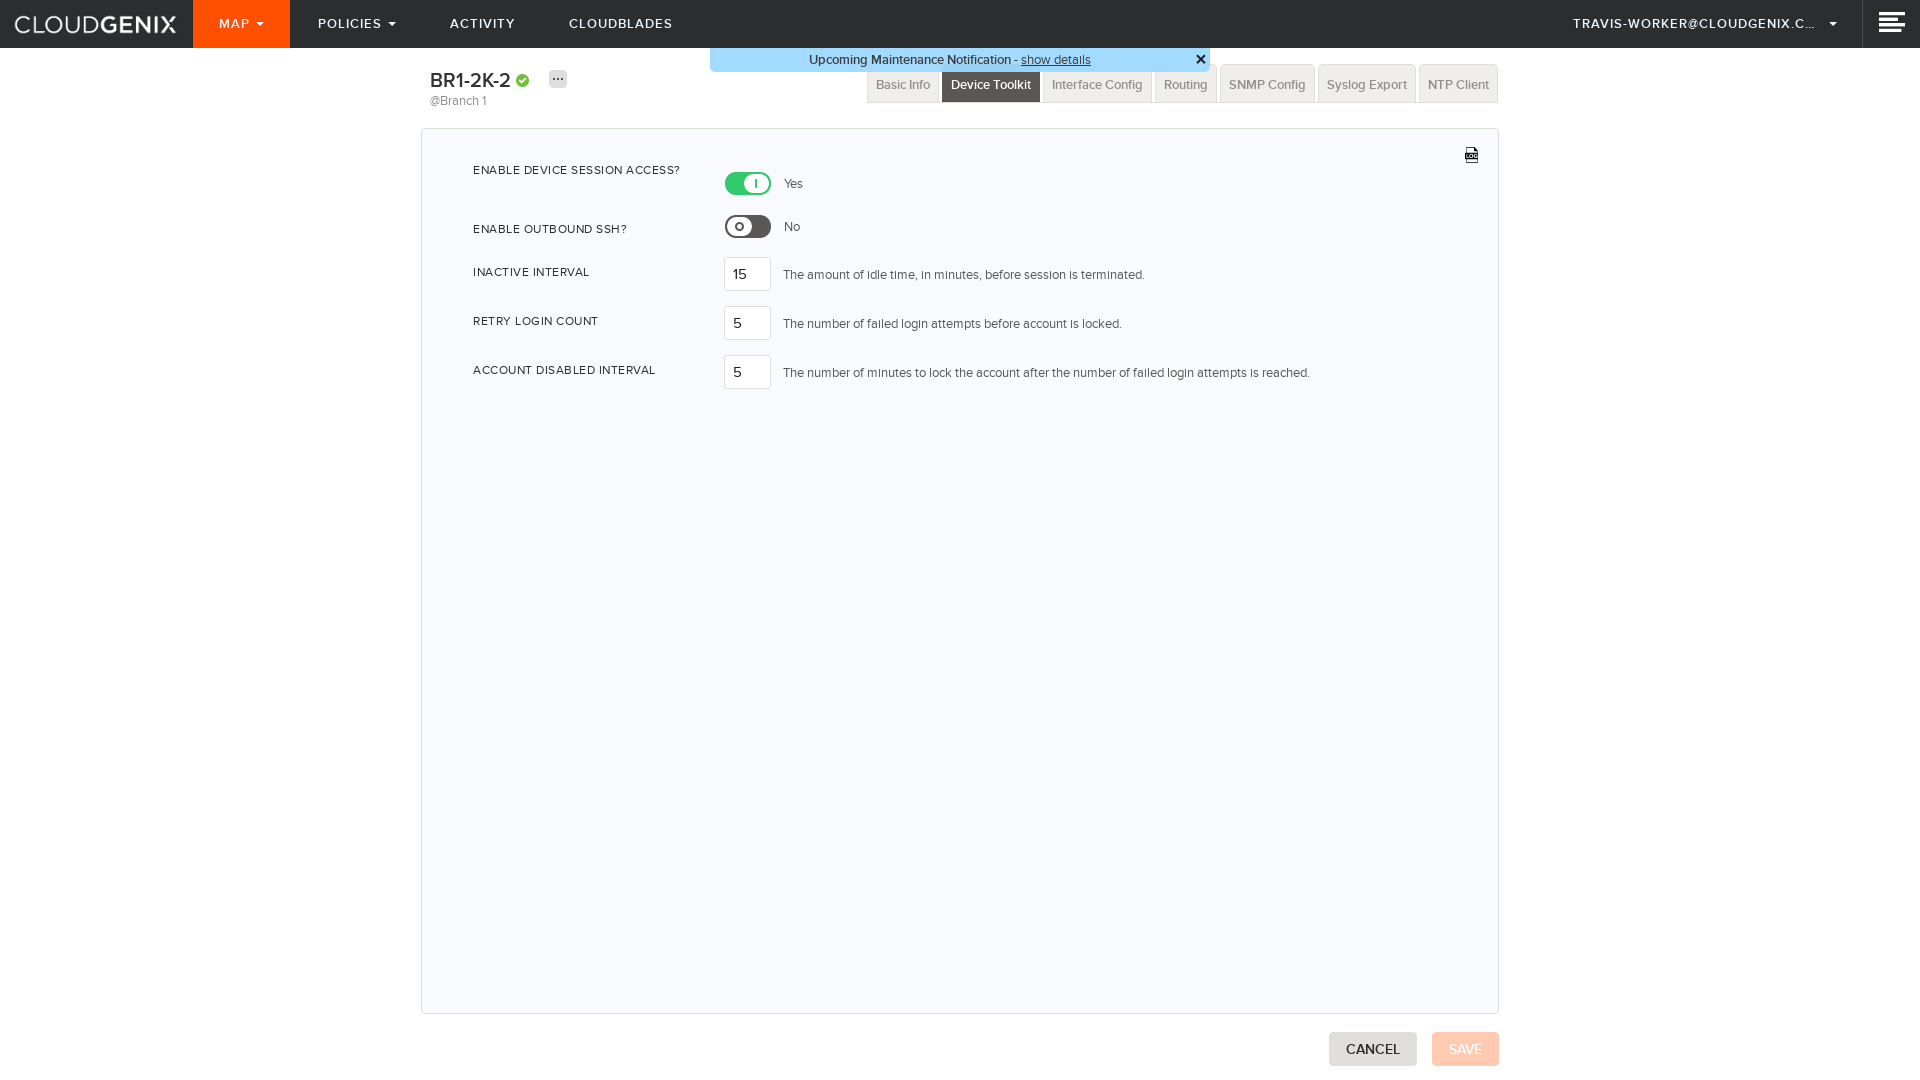 CLOUDGENIX
MAP
POLICIES
ACTIVITY
CLOUDBLADES
TRAVIS-WORKER@CLOUDGENIX.C...
Upcoming Maintenance Notification - show details
BR1-2K-2
@Branch 1
Basic Info
Device Toolkit
Interface Config
Routing
SNMP Config
Syslog Export
NTP Client
LOG
ENABLE DEVICE SESSION ACCESS?
Yes
ENABLE OUTBOUND SSH?
No
INACTIVE INTERVAL
15
The amount of idle time, in minutes, before session is terminated.
RETRY LOGIN COUNT
5
The number of failed login attempts before account is locked.
ACCOUNT DISABLED INTERVAL
5
The number of minutes to lock the account after the number of failed login attempts is reached.
CANCEL
SAVE